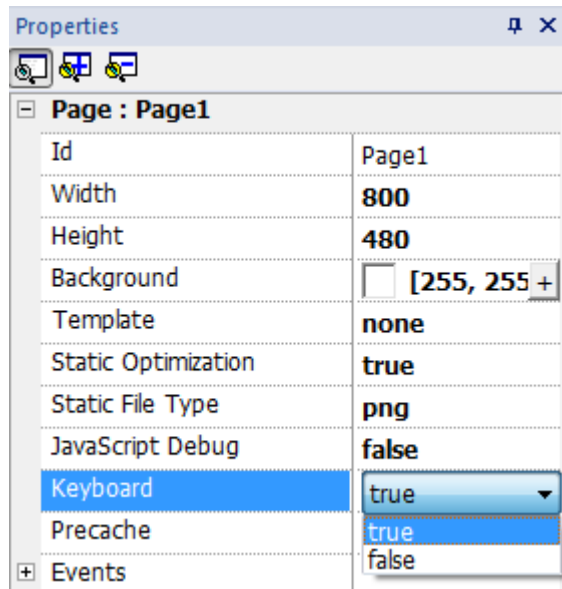 Properties
Page : Page1
Id Page1
Width 800
Height 480
Background [255, 255 +
Template none
Static Optimization true
Static File Type png
JavaScript Debug false
Keyboard true
Precache true
Events false